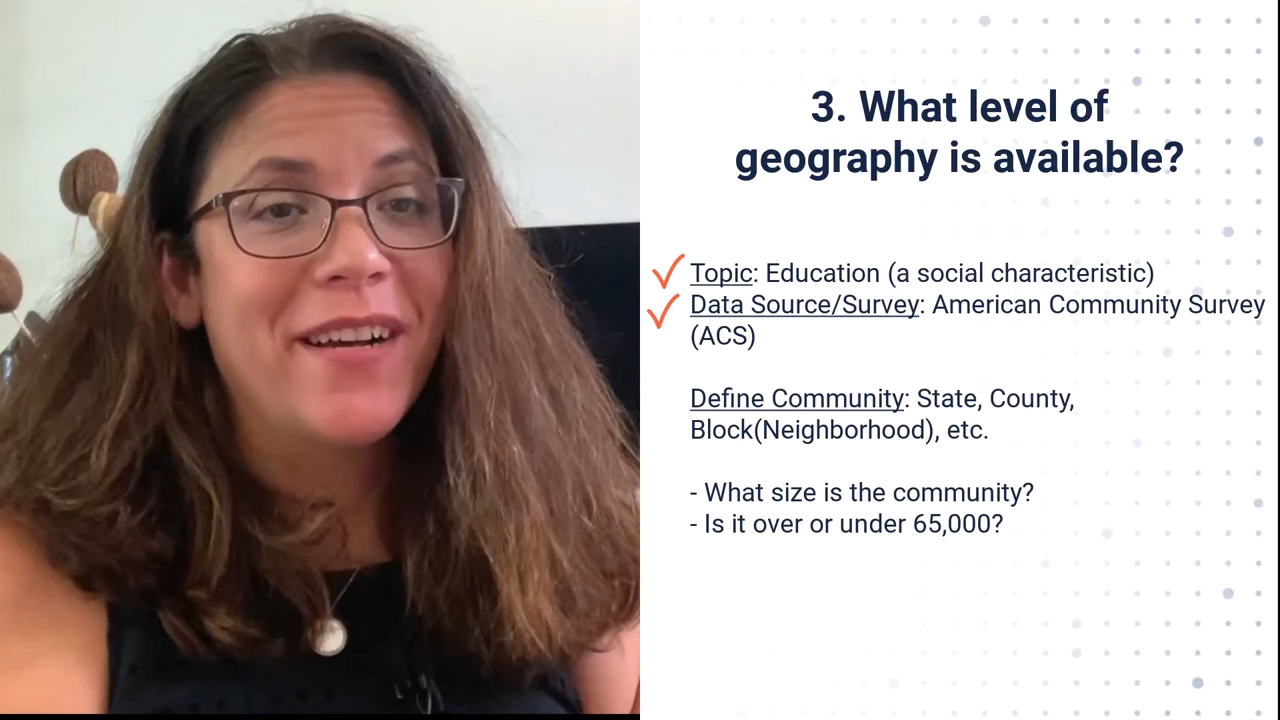 3. What level of
geography is available?
Topic: Education (a social characteristic)
Data Source/Survey: American Community Survey
(ACS)
Define Community: State, County,
Block(Neighborhood), etc.
- What size is the community?
- Is it over or under 65,000?